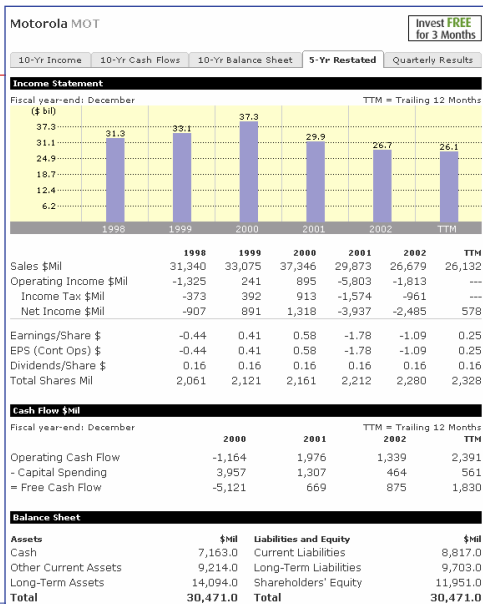 Motorola MOT
Invest FREE
for 3 Months
10-Yr Income 10-Yr Cash Flows 10-Yr Balance Sheet 5-Yr Restated Quarterly Results
Income Statement
Fiscal year-end: December TTM = Trailing 12 Months
($ bil)
37.3
31.1
24.9
18.7
12.4
6.2
31.3 33.1 37.3 29.9 26.7 26.1
1998 1999 2000 2001 2002 TTM
1998 1999 2000 2001 2002 TTM
Sales $Mil 31,340 33,075 37,346 29,873 26,679 26,132
Operating Income $Mil -1,325 241 895 -5,803 -1,813 ---
Income Tax $Mil -373 392 913 -1,574 -961 ---
Net Income $Mil -907 891 1,318 -3,937 -2,485 578
Earnings/Share $ -0.44 0.41 0.58 -1.78 -1.09 0.25
EPS (Cont Ops) $ -0.44 0.41 0.58 -1.78 -1.09 0.25
Dividends/Share $ 0.16 0.16 0.16 0.16 0.16 0.16
Total Shares Mil 2,061 2,121 2,161 2,212 2,280 2,328
Cash Flow $Mil
Fiscal year-end: December TTM = Trailing 12 Months
2000 2001 2002 TTM
Operating Cash Flow -1,164 1,976 1,339 2,391
- Capital Spending 3,957 1,307 464 561
= Free Cash Flow -5,121 669 875 1,830
Balance Sheet
Assets $Mil Liabilities and Equity $Mil
Cash 7,163.0 Current Liabilities 8,817.0
Other Current Assets 9,214.0 Long-Term Liabilities 9,703.0
Long-Term Assets 14,094.0 Shareholders' Equity 11,951.0
Total 30,471.0 Total 30,471.0